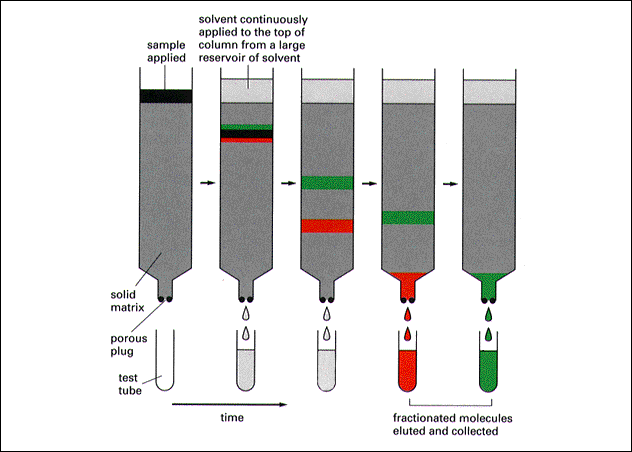 sample
applied
solvent continuously
applied to the top of
column from a large
reservoir of solvent
solid
matrix
porous
plug
test
tube
time
fractionated molecules
eluted and collected